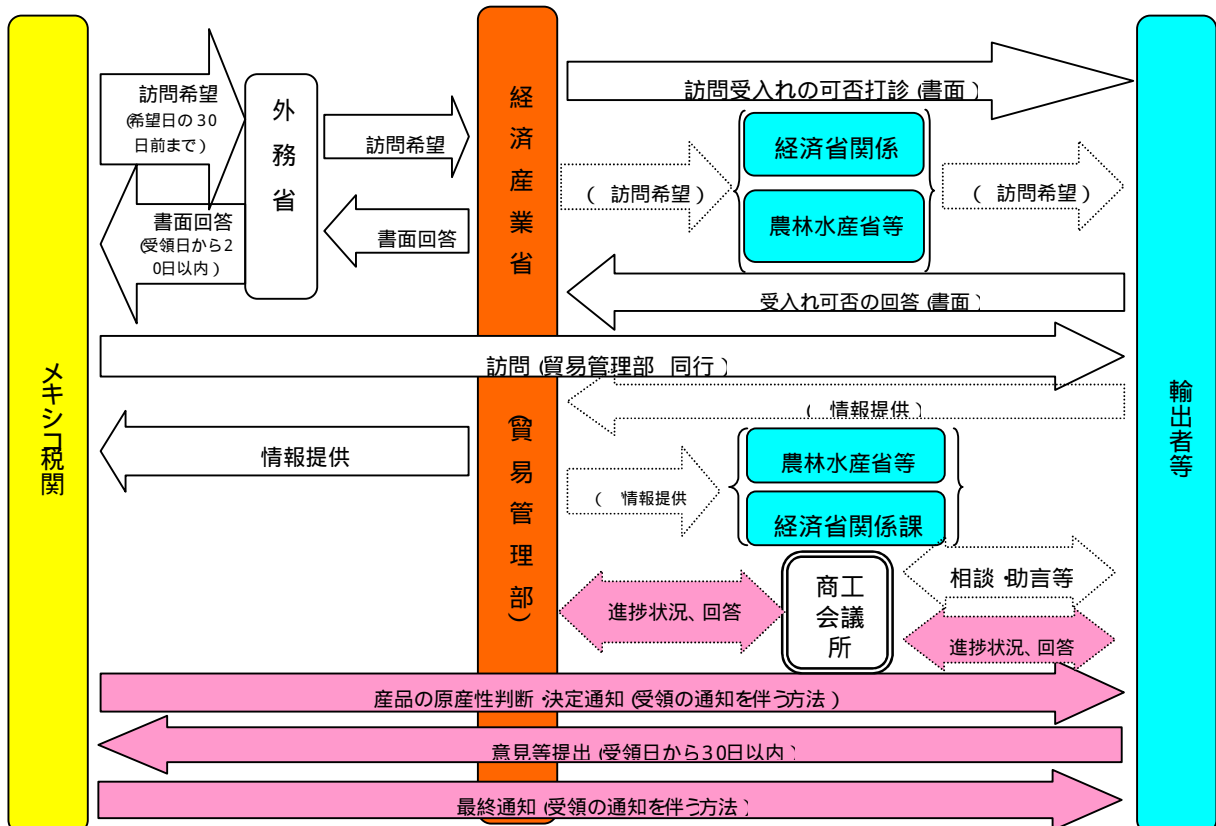 メキシコ税関
訪問希望
(希望日の30
日前まで)
書面回答
(受領日から2
0日以内)
外務省
訪問希望
書面回答
経済産業省
(貿易管理部)
訪問受入れの可否打診(書面)
( 訪問希望)
経済省関係
農林水産省等
( 訪問希望)
受入れ可否の回答(書面)
訪問(貿易管理部 同行)
( 情報提供)
情報提供
( 情報提供
農林水産省等
経済省関係課
商工
会議
所
相談・助言等
進捗状況、回答
進捗状況、回答
産品の原産性判断・決定通知(受領の通知を伴う方法)
意見等提出(受領日から30日以内)
最終通知(受領の通知を伴う方法)
輸出者等